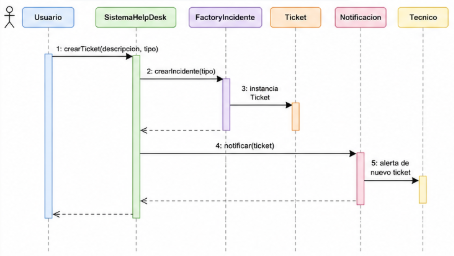 Usuario
SistemaHelpDesk
FactoryIncidente
Ticket
Notificacion
Tecnico
1: crearTicket(descripcion, tipo)
2: crearIncidente(tipo)
3: instancia
Ticket
4: notificar(ticket)
5: alerta de
nuevo ticket